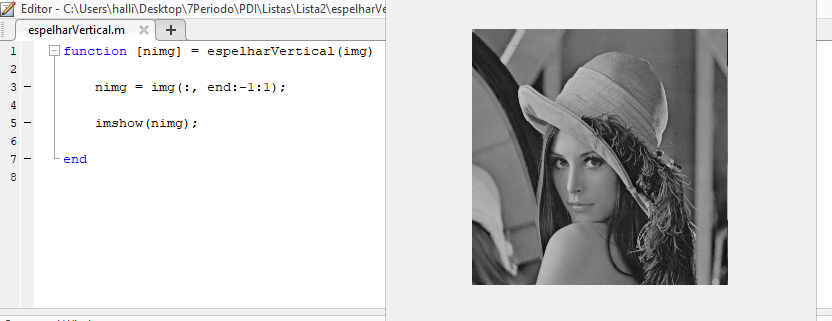 Editor - C:\Users\halli\Desktop\7Periodo\PDI\Listas\Lista2\espelharVe
espelharVertical.m
1 function [nimg] = espelharVertical(img)
2
3 nimg = img(:, end:-1:1);
4
5 imshow(nimg);
6
7 end
8